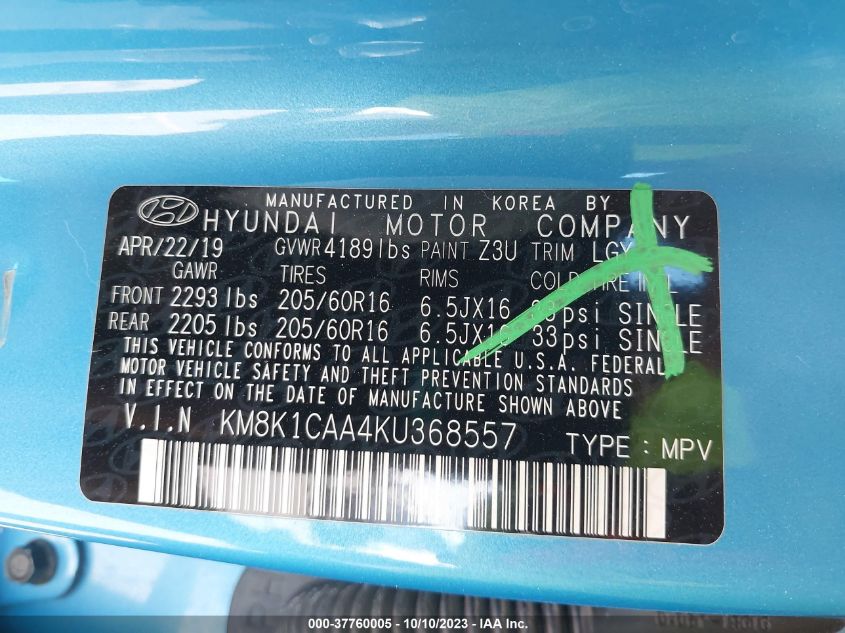 MANUFACTURED IN KOREA BY
HYUNDAI MOTOR COMPANY
APR/22/19 GVWR 4189 lbs PAINT Z3U TRIM LGY
GAWR TIRES RIMS COLD TIRE INFL
FRONT 2293 lbs 205/60R16 6.5JX16 33psi SINGLE
REAR 2205 lbs 205/60R16 6.5JX16 33psi SINGLE
THIS VEHICLE CONFORMS TO ALL APPLICABLE U.S.A. FEDERAL
MOTOR VEHICLE SAFETY AND THEFT PREVENTION STANDARDS
IN EFFECT ON THE DATE OF MANUFACTURE SHOWN ABOVE
V.I.N KM8K1CAA4KU368557 TYPE : MPV
000-37760005 - 10/10/2023 - IAA Inc.